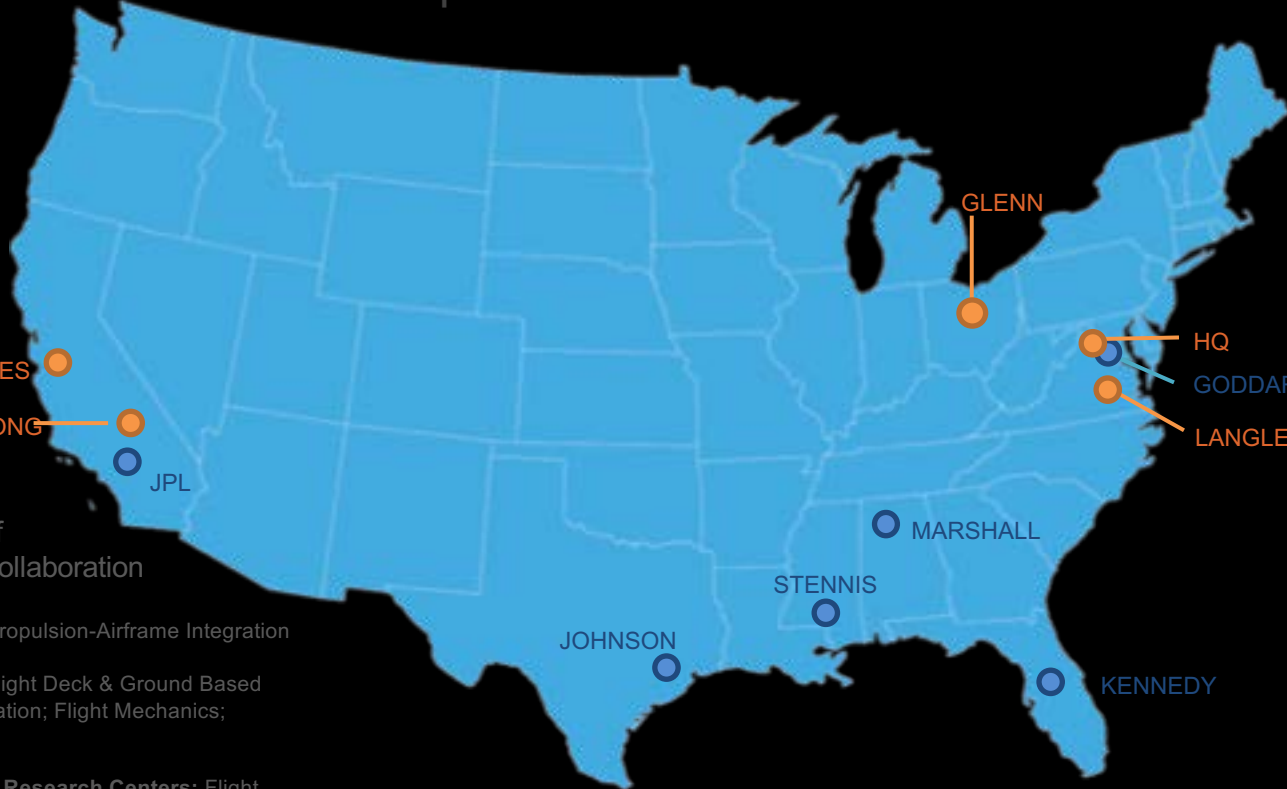 GLENN
HQ
GODDAR
ES
LANGLE
ONG
JPL
MARSHALL
ollaboration
STENNIS
ropulsion-Airframe Integration
JOHNSON
ight Deck & Ground Based
KENNEDY
ation; Flight Mechanics;
Research Centers: Flight